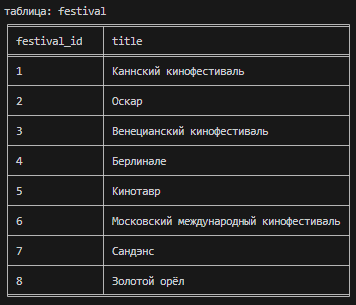 таблица: festival
festival_id title
1 Каннский кинофестиваль
2 Оскар
3 Венецианский кинофестиваль
4 Берлинале
5 Кинотавр
6 Московский международный кинофестиваль
7 Сандэнс
8 Золотой орёл